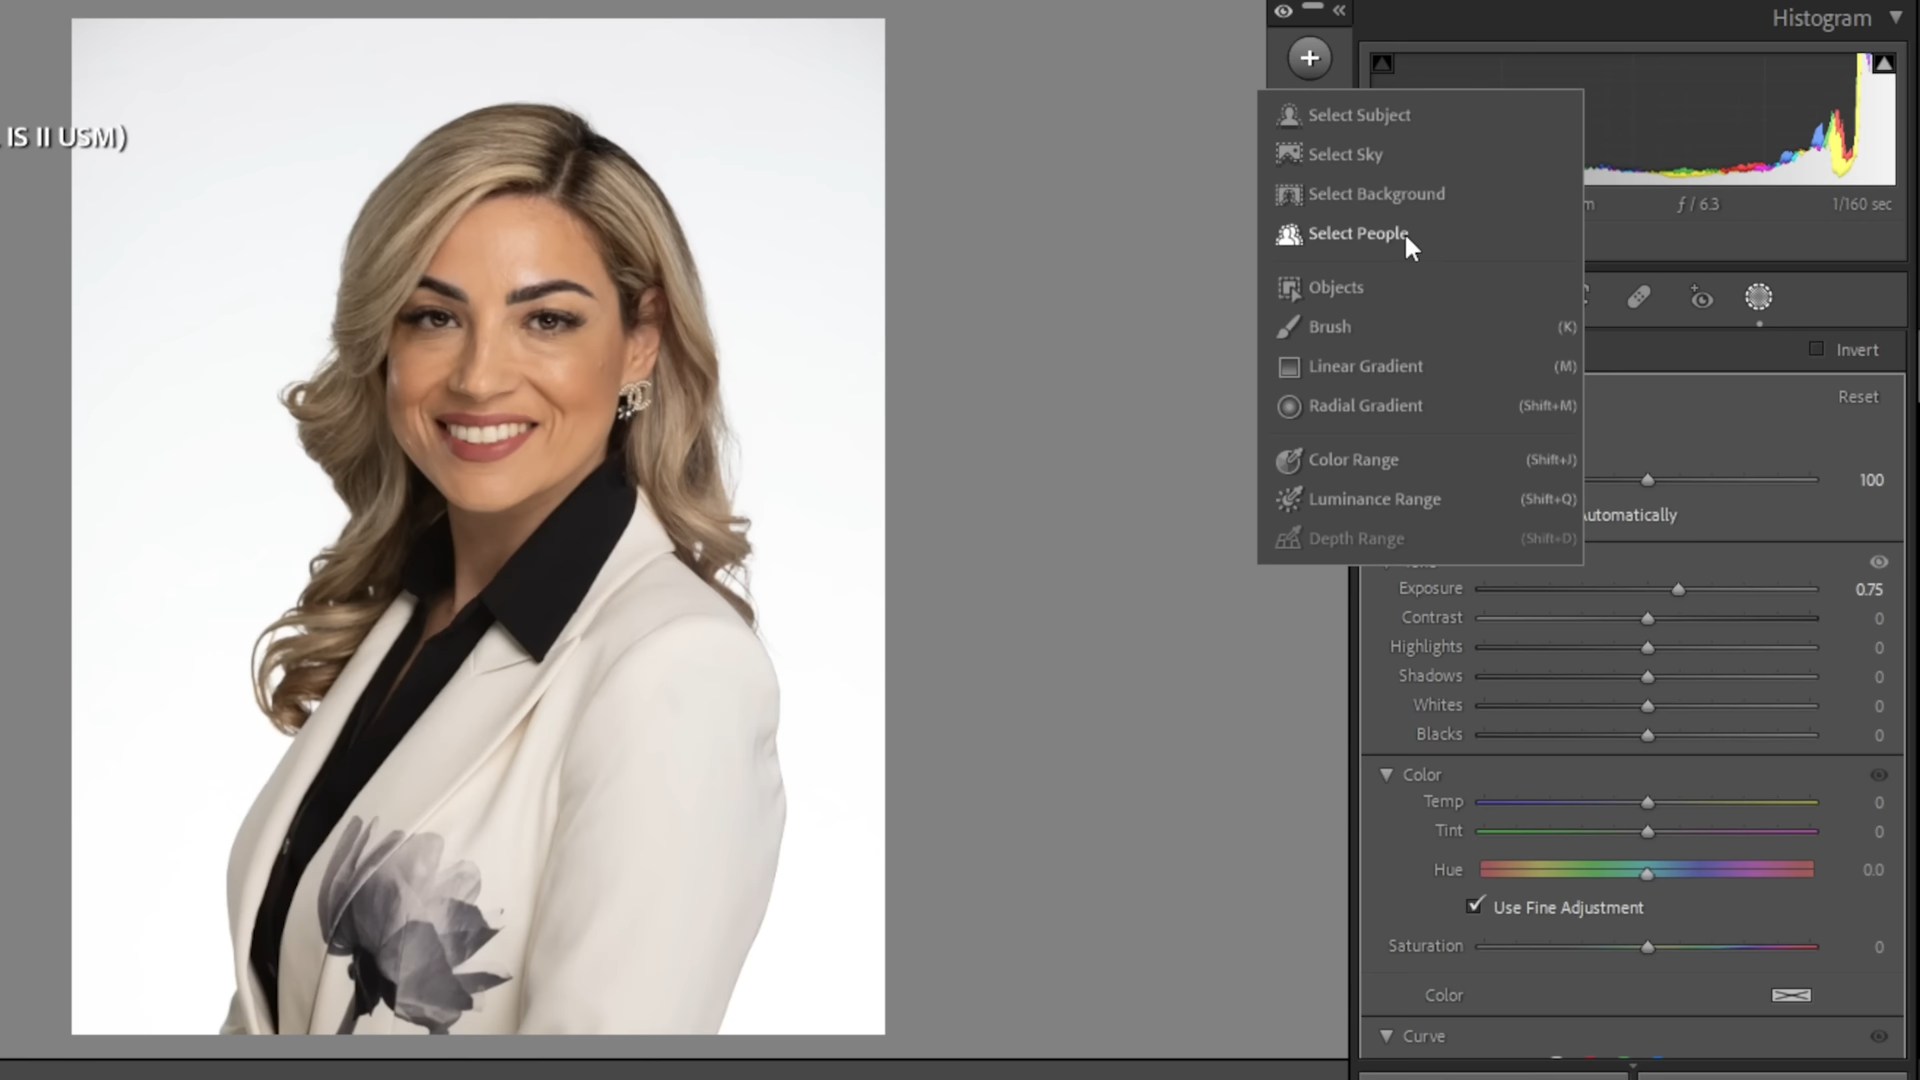 Histogram
IS II USM)
Select Subject
Select Sky
Select Background
Select People
Objects
Brush (K)
Linear Gradient (M)
Radial Gradient (Shift+M)
Color Range (Shift+J)
Luminance Range (Shift+Q)
Depth Range (Shift+D)
m ƒ / 6.3 1/160 sec
Invert
Reset
100
utomatically
Exposure 0.75
Contrast 0
Highlights 0
Shadows 0
Whites 0
Blacks 0
Color
Temp 0
Tint 0
Hue 0.0
Use Fine Adjustment
Saturation 0
Color
Curve